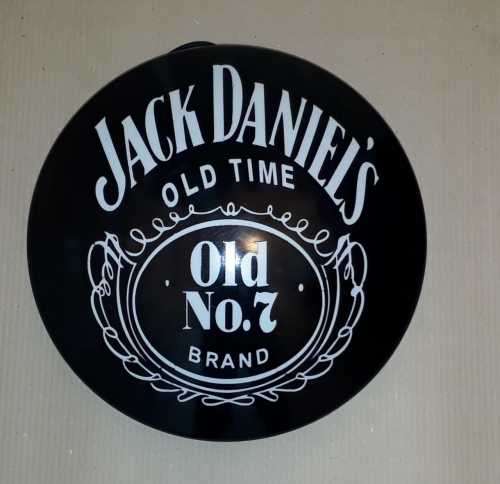 JACK DANIEL'S
OLD TIME
Old
No.7
BRAND